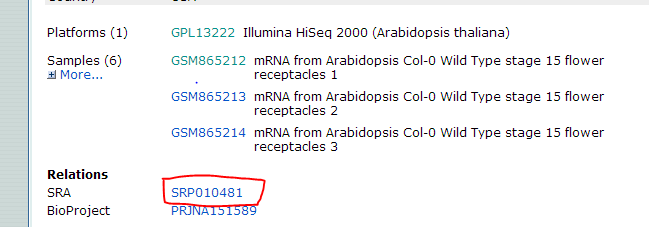 Platforms (1) GPL13222 Illumina HiSeq 2000 (Arabidopsis thaliana)
Samples (6) GSM865212 mRNA from Arabidopsis Col-0 Wild Type stage 15 flower
More... receptacles 1
GSM865213 mRNA from Arabidopsis Col-0 Wild Type stage 15 flower
receptacles 2
GSM865214 mRNA from Arabidopsis Col-0 Wild Type stage 15 flower
receptacles 3
Relations
SRA SRP010481
BioProject PRJNA151589